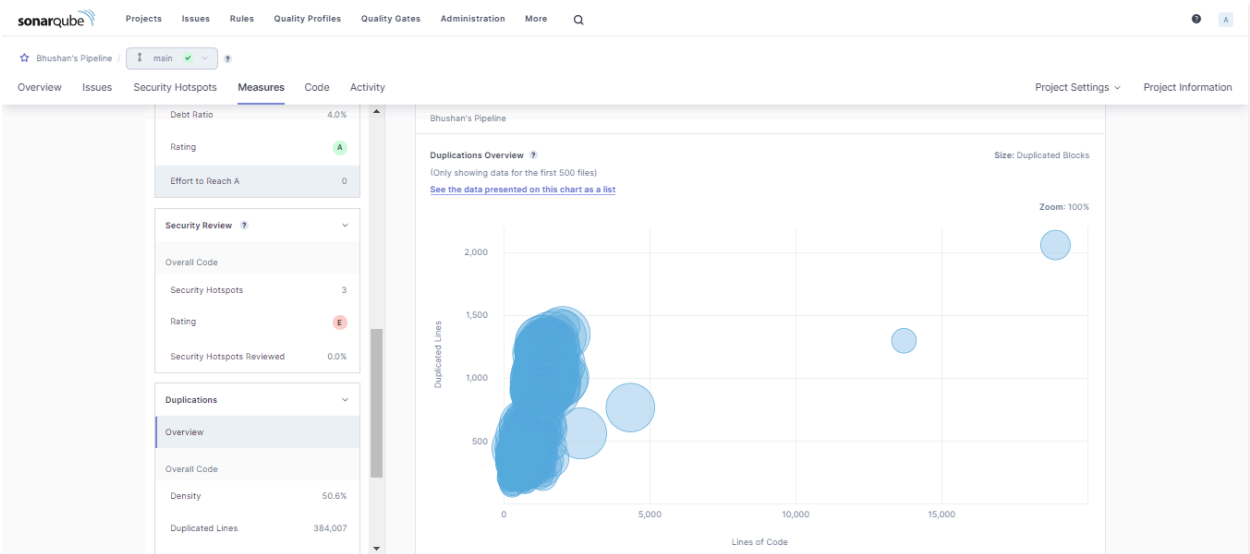 sonarqube
Projects Issues Rules Quality Profiles Quality Gates Administration More
? A
Bhushan's Pipeline / main ?
Overview Issues Security Hotspots Measures Code Activity
Project Settings Project Information
Debt Ratio 4.0%
Rating A
Effort to Reach A 0
Security Review ?
Overall Code
Security Hotspots 3
Rating E
Security Hotspots Reviewed 0.0%
Duplications
Overview
Overall Code
Density 50.6%
Duplicated Lines 384,007
Bhushan's Pipeline
Duplications Overview ?
Size: Duplicated Blocks
(Only showing data for the first 500 files)
See the data presented on this chart as a list
Zoom: 100%
2,000
1,500
1,000
500
Duplicated Lines
0 5,000 10,000 15,000
Lines of Code